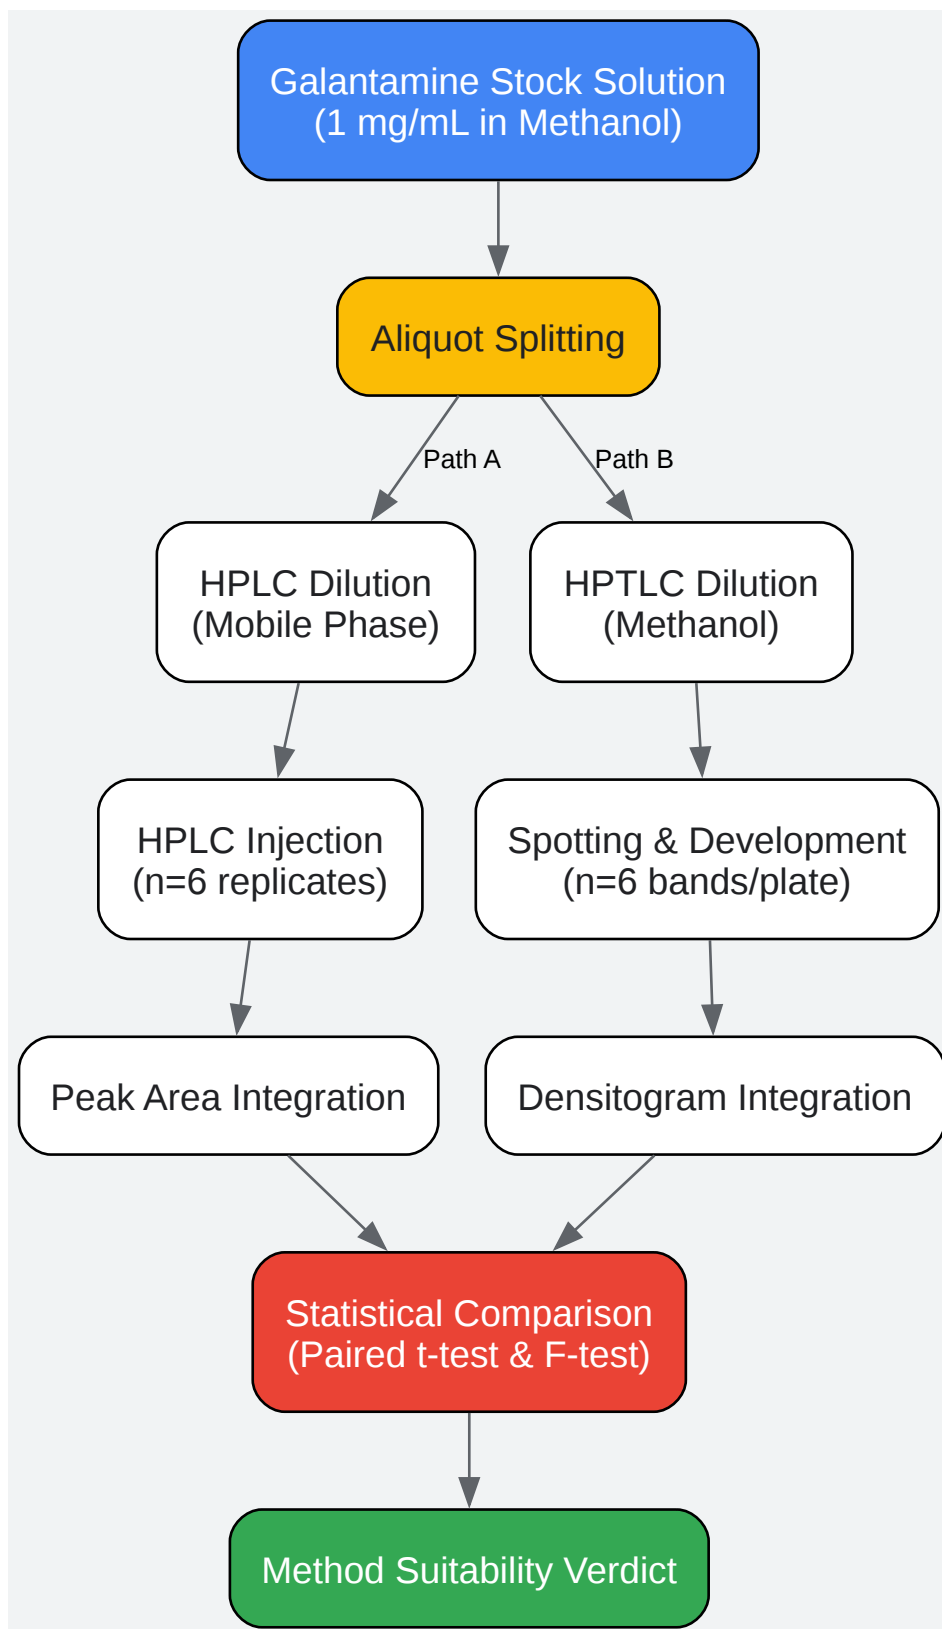 Galantamine Stock Solution
(1 mg/mL in Methanol)
Aliquot Splitting
Path A
Path B
HPLC Dilution
(Mobile Phase)
HPTLC Dilution
(Methanol)
HPLC Injection
(n=6 replicates)
Spotting & Development
(n=6 bands/plate)
Peak Area Integration
Densitogram Integration
Statistical Comparison
(Paired t-test & F-test)
Method Suitability Verdict